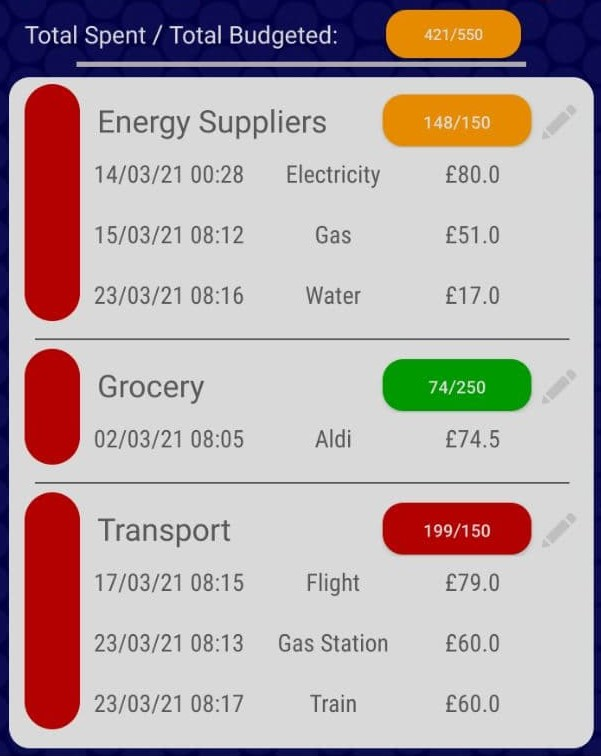 Total Spent / Total Budgeted: 421/550
Energy Suppliers 148/150
14/03/21 00:28 Electricity £80.0
15/03/21 08:12 Gas £51.0
23/03/21 08:16 Water £17.0
Grocery 74/250
02/03/21 08:05 Aldi £74.5
Transport 199/150
17/03/21 08:15 Flight £79.0
23/03/21 08:13 Gas Station £60.0
23/03/21 08:17 Train £60.0